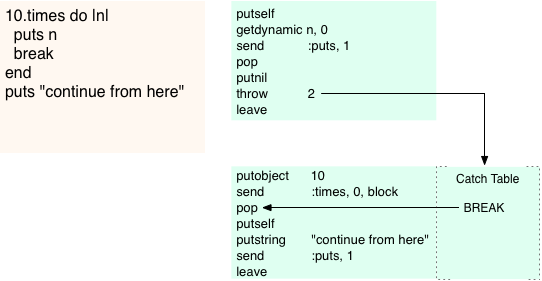 10.times do |n|
puts n
break
end
puts "continue from here"
putself
getdynamic n, 0
send :puts, 1
pop
putnil
throw 2
leave
putobject 10
send :times, 0, block
pop
putself
putstring "continue from here"
send :puts, 1
leave
Catch Table
BREAK